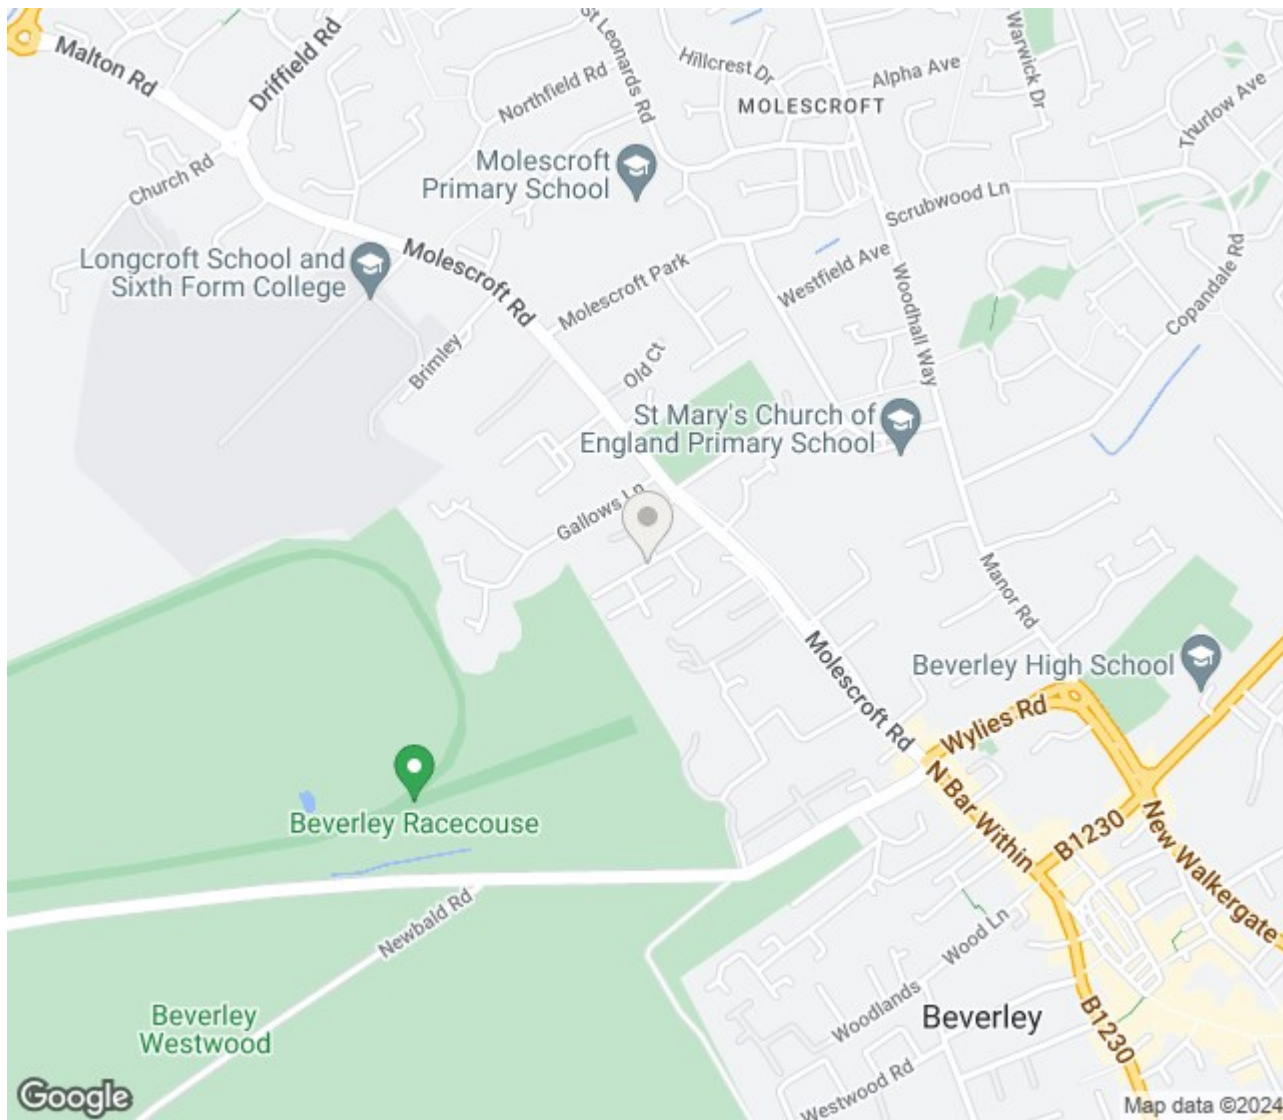 Malton Rd
Driffield Rd
St Leonards Rd
Hillcrest Dr
Alpha Ave
Warwick Dr
Thurlow Ave
Northfield Rd
MOLESCROFT
Church Rd
Molescroft
Primary School
Scrubwood Ln
Longcroft School and
Sixth Form College
Molescroft Rd
Molescroft Park
Westfield Ave
Woodhall Way
Copandale Rd
Brimley
Old Ct
St Mary's Church of
England Primary School
Gallows Ln
Manor Rd
Molescroft Rd
Beverley High School
Wylies Rd
Beverley Racecouse
N Bar Within
B1230
New Walkergate
Newbald Rd
Wood Ln
Woodlands
Beverley
Westwood
Beverley
B1230
Westwood Rd
Google
Map data ©2024